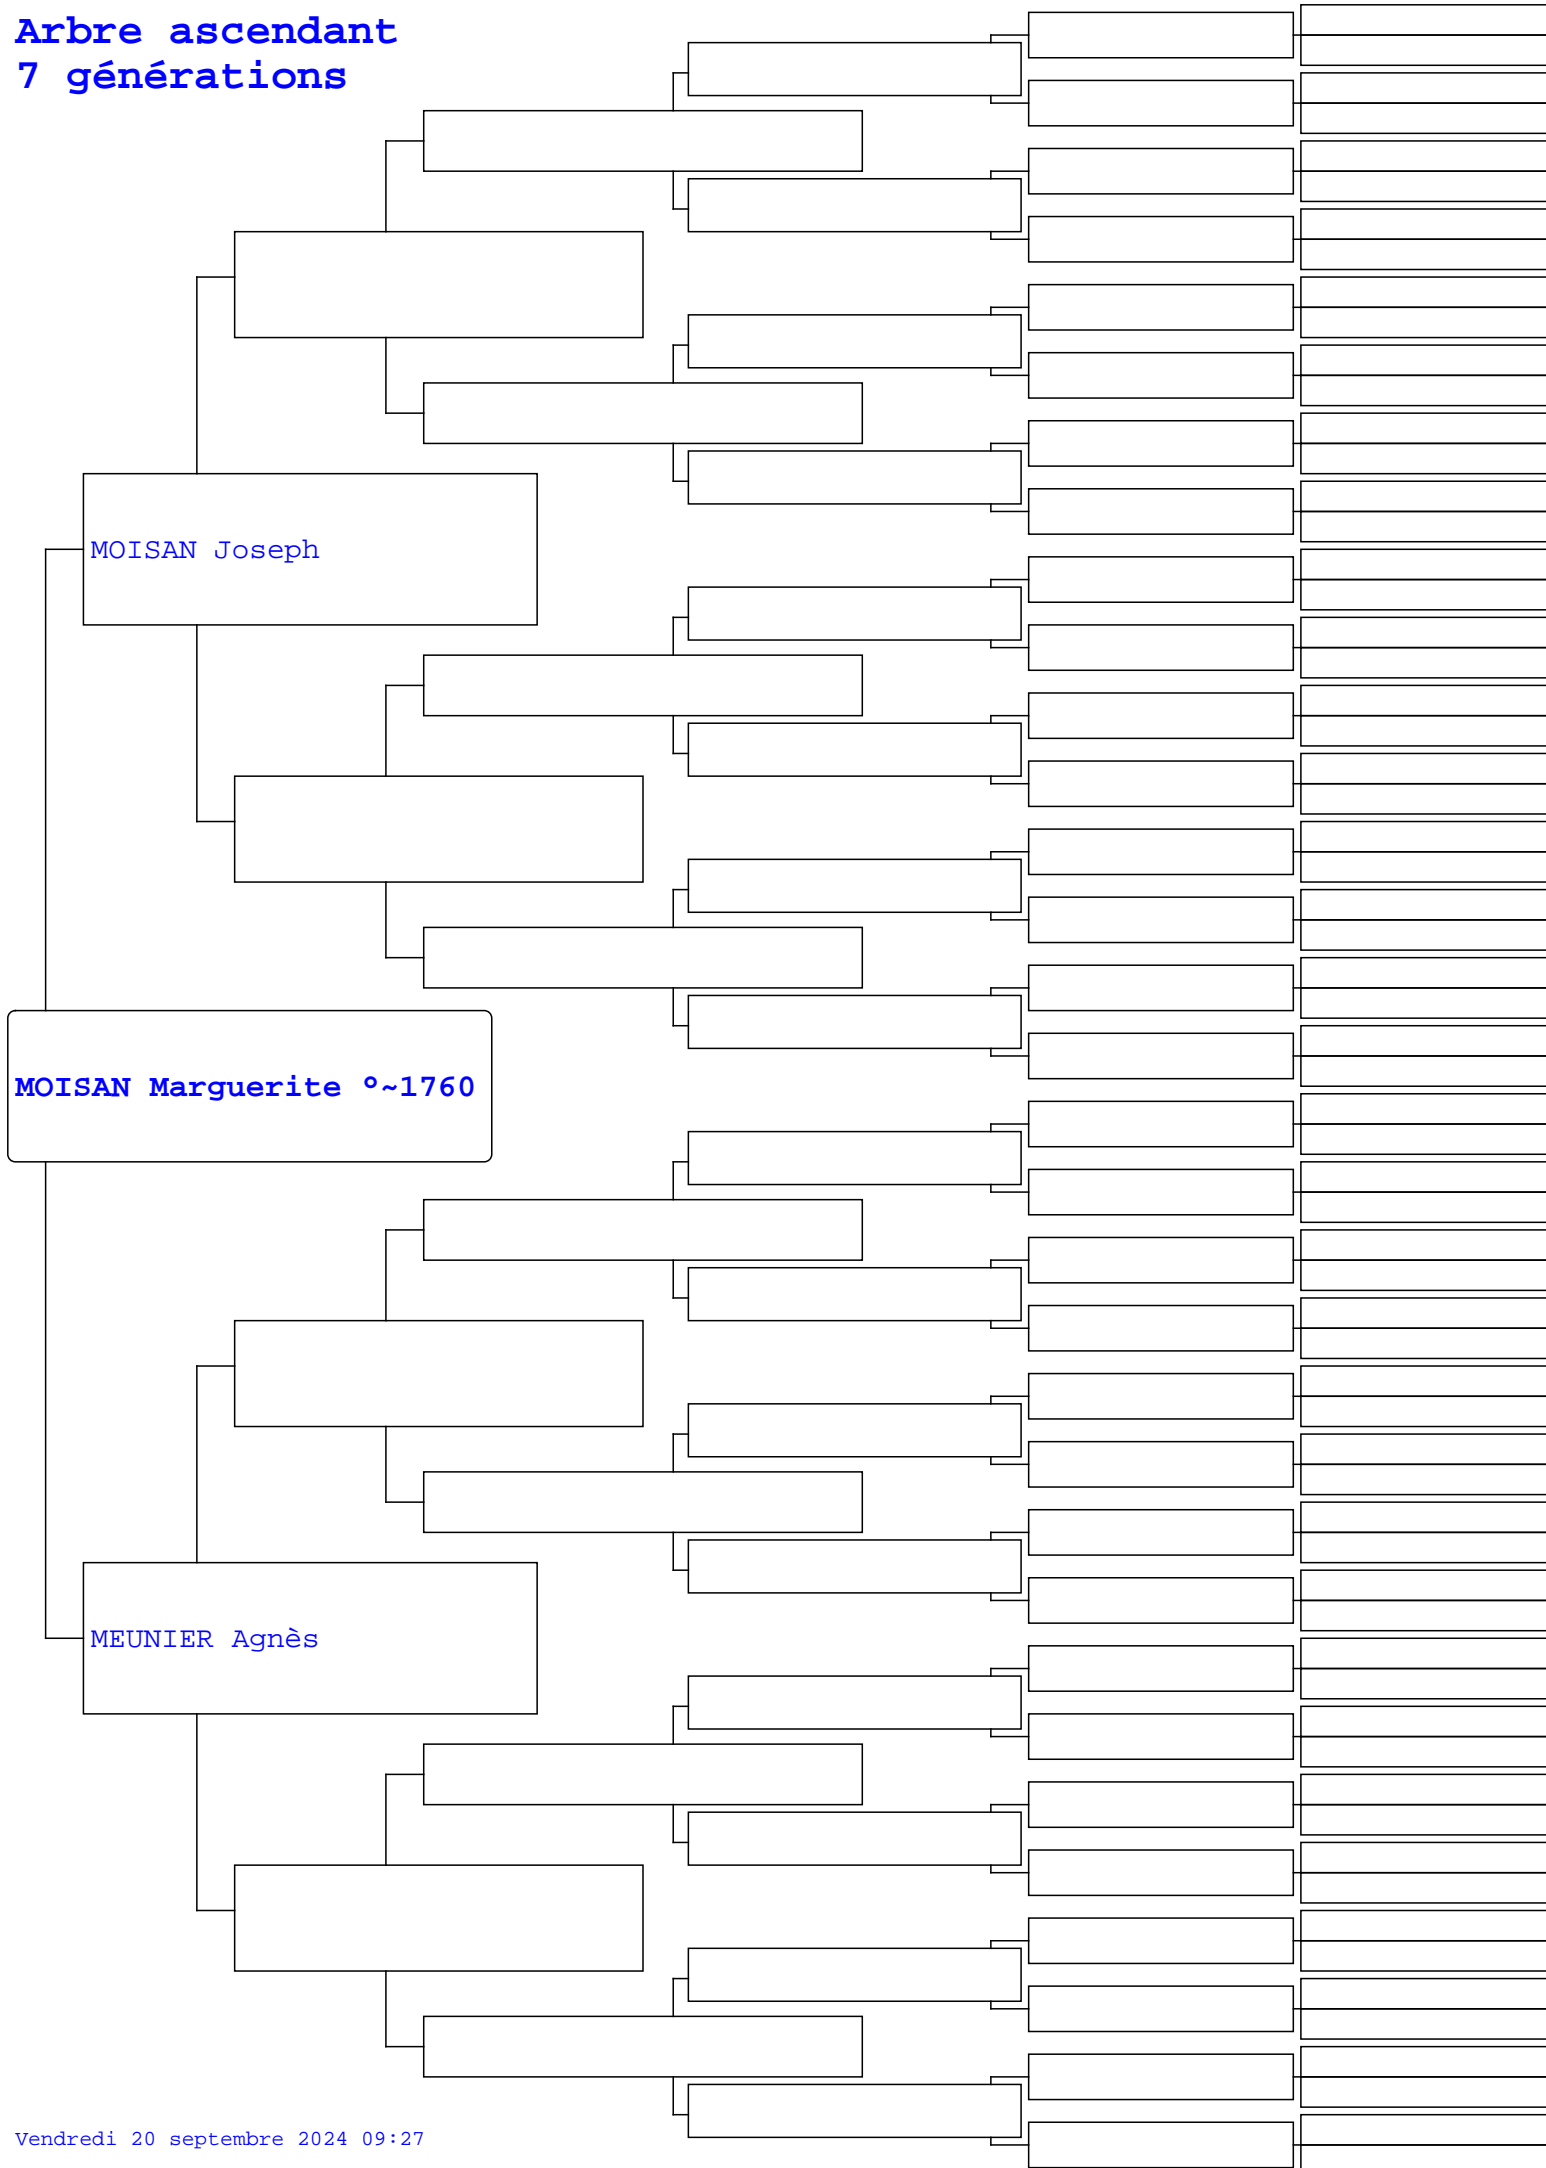 Arbre ascendant
7 générations
MOISAN Joseph
MOISAN Marguerite °~1760
MEUNIER Agnès
Vendredi 20 septembre 2024 09:27